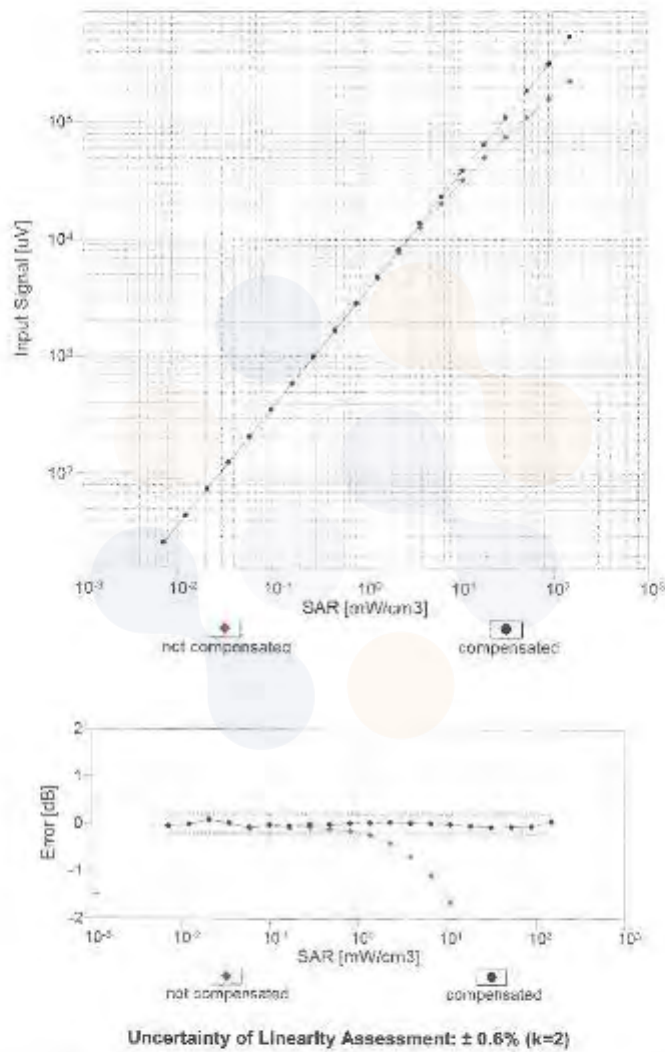 10⁵
Input Signal [uV]
10⁴
10³
10²
10⁻³ 10⁻² 10⁻¹ 10⁰ 10¹ 10² 10³
SAR [mW/cm3]
not compensated compensated
2
1
0
-1
-2
Error [dB]
10⁻³ 10⁻² 10⁻¹ 10⁰ 10¹ 10² 10³
SAR [mW/cm3]
not compensated compensated
Uncertainty of Linearity Assessment: ± 0.6% (k=2)